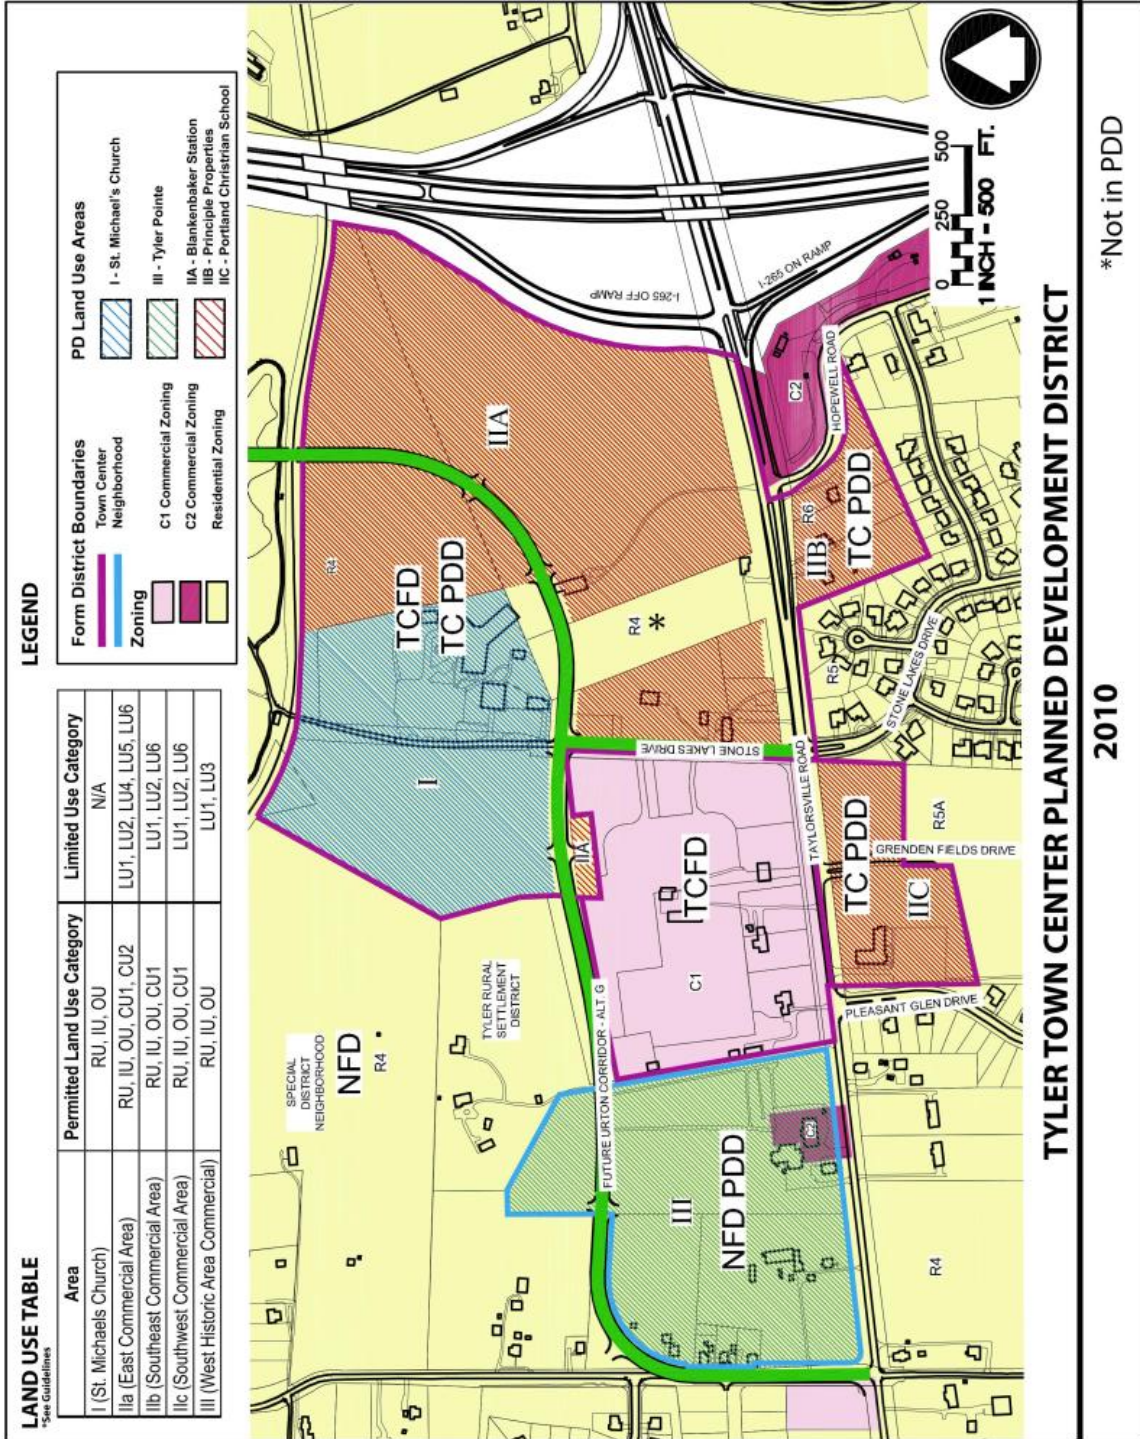 LAND USE TABLE
*See Guidelines
Area Permitted Land Use Category Limited Use Category
I (St. Michaels Church) RU, IU, OU N/A
IIa (East Commercial Area) RU, IU, OU, CU1, CU2 LU1, LU2, LU4, LU5, LU6
IIb (Southeast Commercial Area) RU, IU, OU, CU1 LU1, LU2, LU6
IIc (Southwest Commercial Area) RU, IU, OU, CU1 LU1, LU2, LU6
III (West Historic Area Commercial) RU, IU, OU LU1, LU3
LEGEND
Form District Boundaries
Town Center
Neighborhood
Zoning
C1 Commercial Zoning
C2 Commercial Zoning
Residential Zoning
PD Land Use Areas
I - St. Michael's Church
III - Tyler Pointe
IIA - Blankenbaker Station
IIB - Principle Properties
IIC - Portland Christrian School
SPECIAL
DISTRICT
NEIGHBORHOOD
NFD
R4
TYLER RURAL
SETTLEMENT
DISTRICT
I
R4
TCFD
TC PDD
IIA
I-265 OFF RAMP
I-265 ON RAMP
FUTURE URTON CORRIDOR - ALT. G
IIA
R4
*
STONE LAKES DRIVE
III
NFD PDD
C2
C1
TCFD
TAYLORSVILLE ROAD
C2
HOPEWELL ROAD
R6
IIB
TC PDD
R5
STONE LAKES DRIVE
TC PDD
IIC
R5A
GRENDEN FIELDS DRIVE
PLEASANT GLEN DRIVE
R4
0 250 500
1 INCH = 500 FT.
TYLER TOWN CENTER PLANNED DEVELOPMENT DISTRICT
2010
*Not in PDD